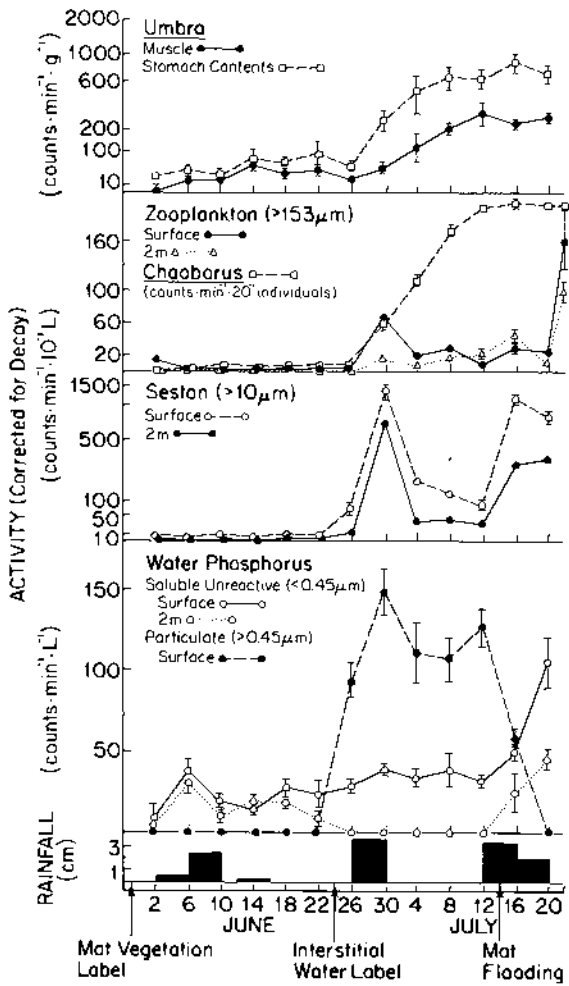 ACTIVITY (Corrected for Decay)
2000
1000
600
200
100
10
(counts·min⁻¹·g⁻¹)
Umbra
Muscle
Stomach Contents
160
100
60
20
(counts·min⁻¹·10⁻¹L)
Zooplankton (>153μm)
Surface
2m
Chaoborus
(counts·min⁻¹·20⁻¹individuals)
1500
500
100
50
10
Seston (>10μm)
Surface
2m
150
100
50
(counts·min⁻¹·L⁻¹)
Water Phosphorus
Soluble Unreactive (<0.45μm)
Surface
2m
Particulate (>0.45μm)
Surface
RAINFALL
(cm)
3
1
2 6 10 14 18 22 26 30 4 8 12 16 20
JUNE JULY
Mat Vegetation
Label
Interstitial
Water Label
Mat
Flooding